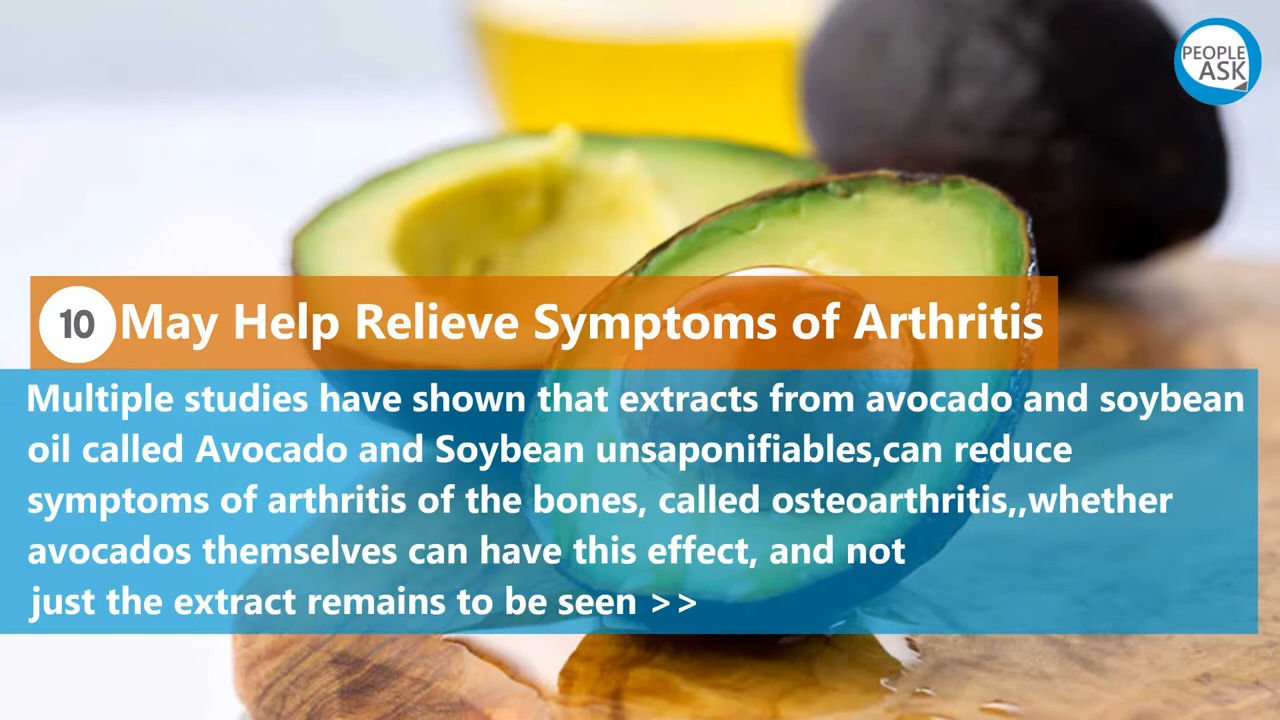 PEOPLE
ASK
10 May Help Relieve Symptoms of Arthritis
Multiple studies have shown that extracts from avocado and soybean
oil called Avocado and Soybean unsaponifiables,can reduce
symptoms of arthritis of the bones, called osteoarthritis,,whether
avocados themselves can have this effect, and not
just the extract remains to be seen >>